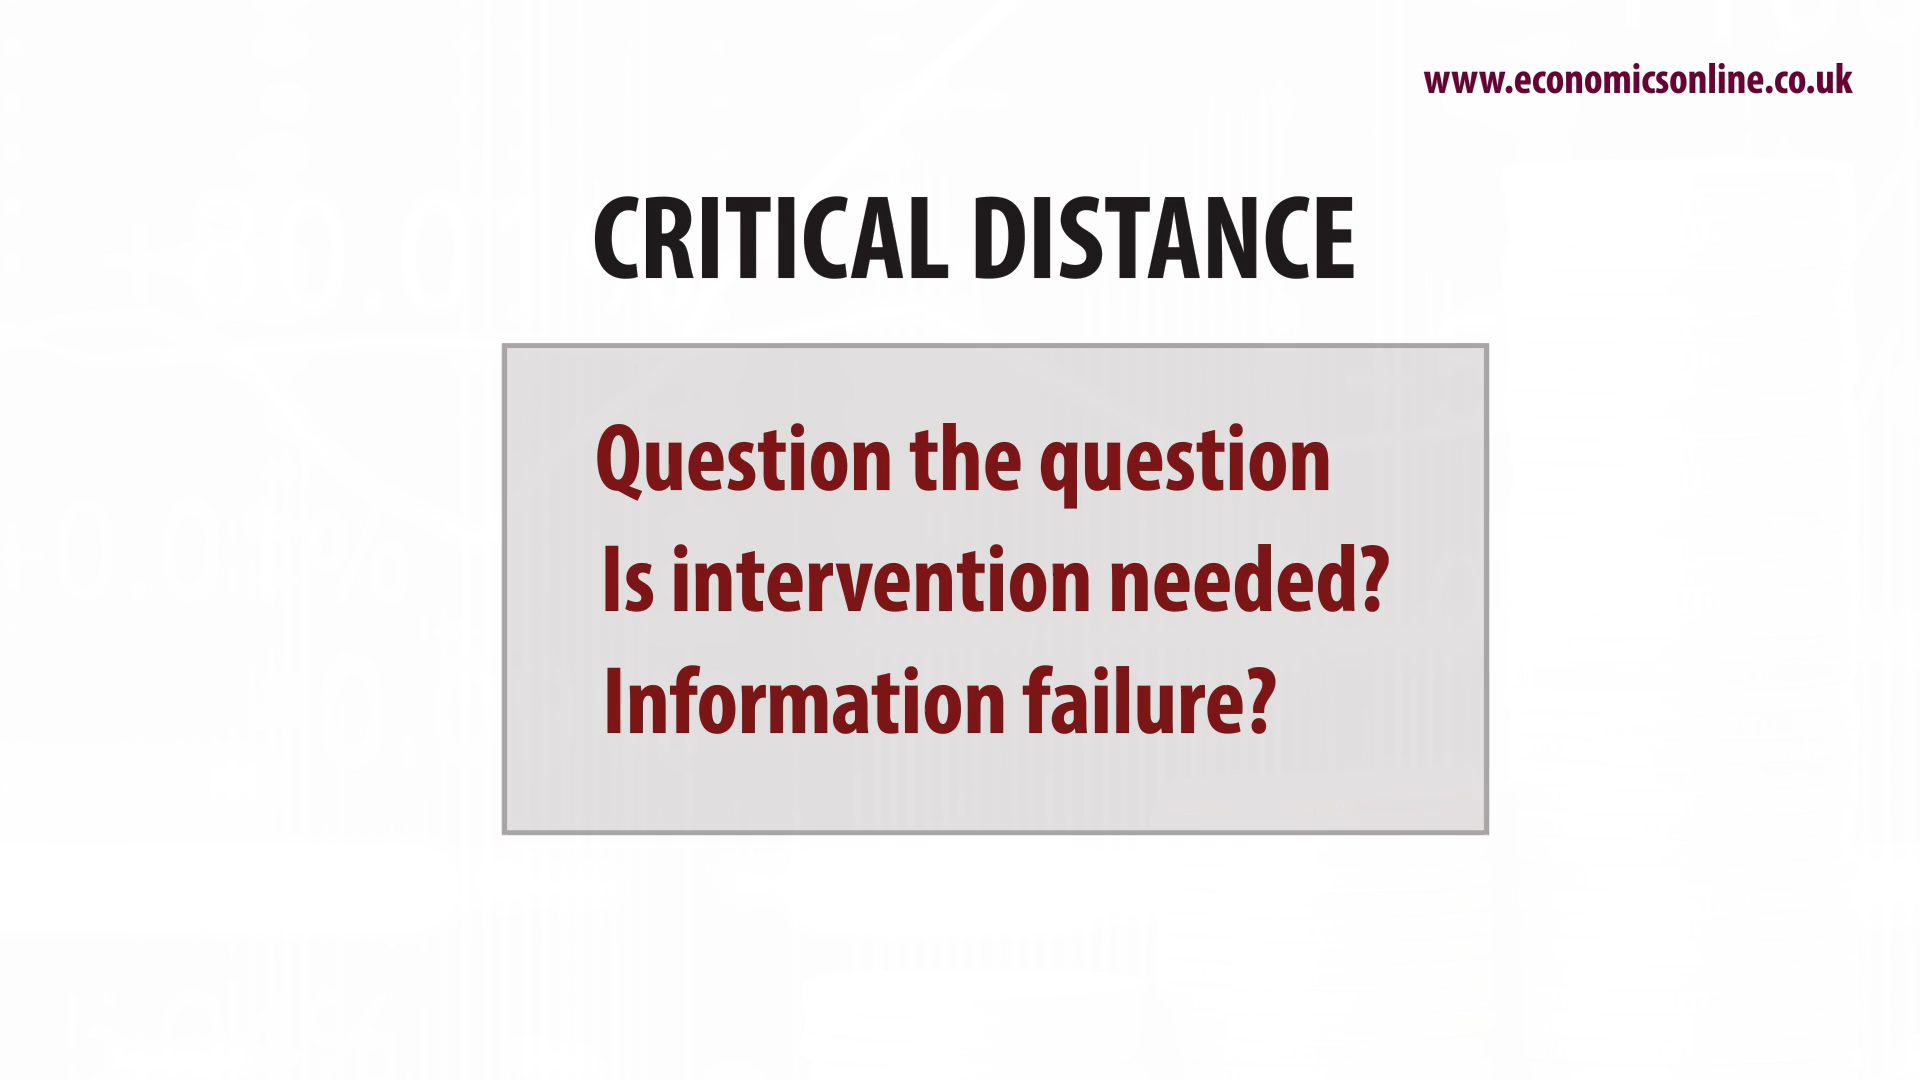 www.economicsonline.co.uk
CRITICAL DISTANCE
Question the question
Is intervention needed?
Information failure?